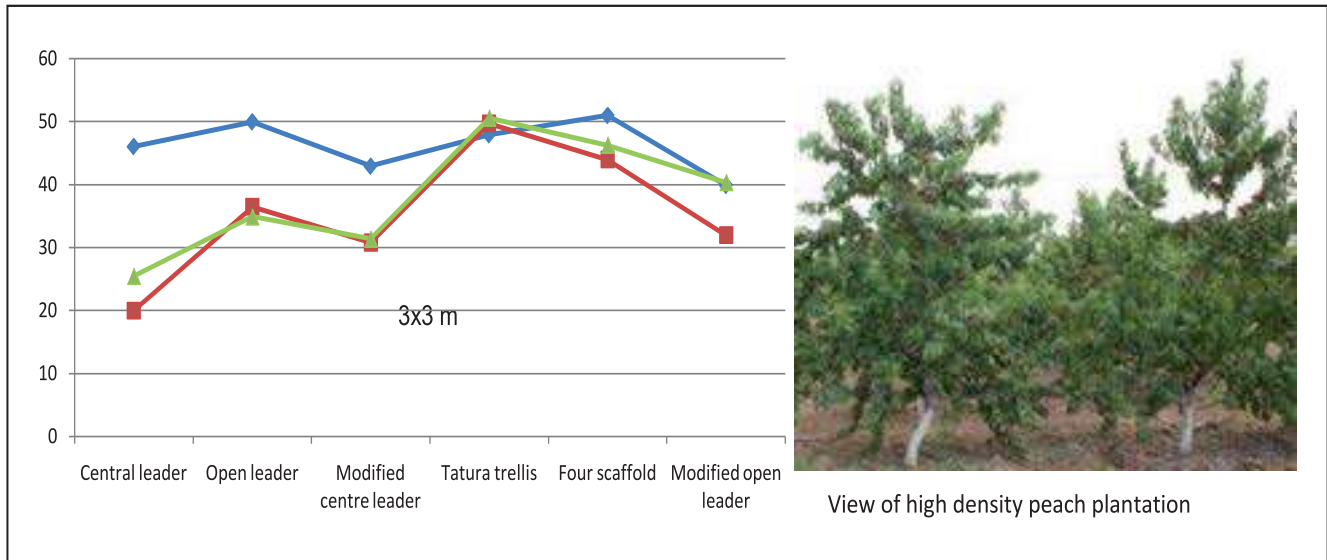 60
50
40
30
20
10
0
3x3 m
Central leader
Open leader
Modified
centre leader
Tatura trellis
Four scaffold
Modified open
leader
View of high density peach plantation